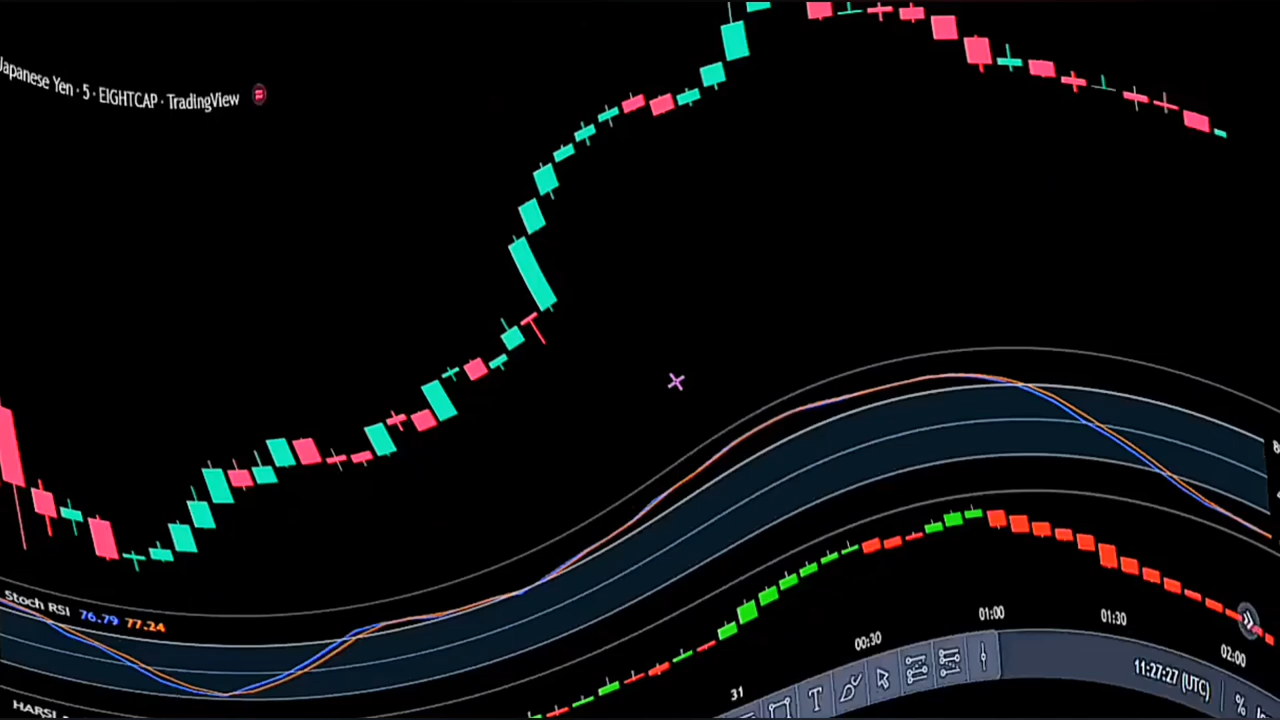 Japanese Yen · 5 · EIGHTCAP · TradingView
Stoch RSI 76.79 77.24
HARSI
31
00:30
01:00
01:30
02:00
T
11:27:27 (UTC)
%